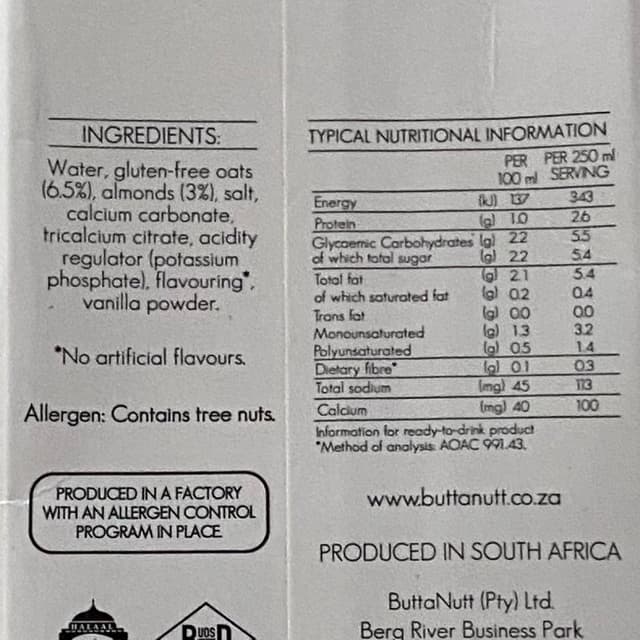 INGREDIENTS:
Water, gluten-free oats
(6.5%), almonds (3%), salt,
calcium carbonate,
tricalcium citrate, acidity
regulator (potassium
phosphate), flavouring*,
vanilla powder.
*No artificial flavours.
Allergen: Contains tree nuts.
PRODUCED IN A FACTORY
WITH AN ALLERGEN CONTROL
PROGRAM IN PLACE
HALAAL
TYPICAL NUTRITIONAL INFORMATION
PER 100 ml PER 250 ml SERVING
Energy (kJ) 137 343
Protein (g) 1.0 2.6
Glycaemic Carbohydrates (g) 2.2 5.5
of which total sugar (g) 2.2 5.4
Total fat (g) 2.1 5.4
of which saturated fat (g) 0.2 0.4
Trans fat (g) 0.0 0.0
Monounsaturated (g) 1.3 3.2
Polyunsaturated (g) 0.5 1.4
Dietary fibre* (g) 0.1 0.3
Total sodium (mg) 45 113
Calcium (mg) 40 100
Information for ready-to-drink product
*Method of analysis: AOAC 991.43.
www.buttanutt.co.za
PRODUCED IN SOUTH AFRICA
ButtaNutt (Pty) Ltd.
Berg River Business Park